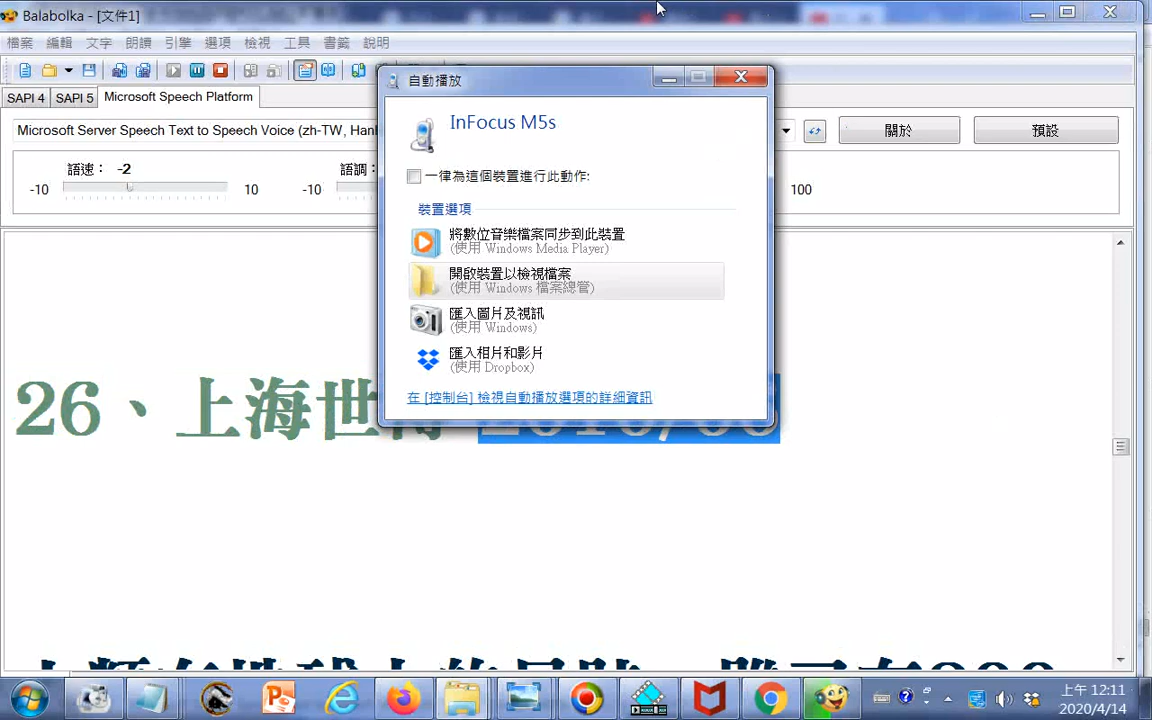 Balabolka - [文件1]
檔案 編輯 文字 朗讀 引擎 選項 檢視 工具 書籤 說明
SAPI 4 SAPI 5 Microsoft Speech Platform
Microsoft Server Speech Text to Speech Voice (zh-TW,
關於 預設
語速： -2 語調：
-10 10 -10 100
自動播放
InFocus M5s
一律為這個裝置進行此動作:
裝置選項
將數位音樂檔案同步到此裝置
(使用 Windows Media Player)
開啟裝置以檢視檔案
(使用 Windows 檔案總管)
匯入圖片及視訊
(使用 Windows)
匯入相片和影片
(使用 Dropbox)
在 [控制台] 檢視自動播放選項的詳細資訊
26、上海世
上午 12:11
2020/4/14